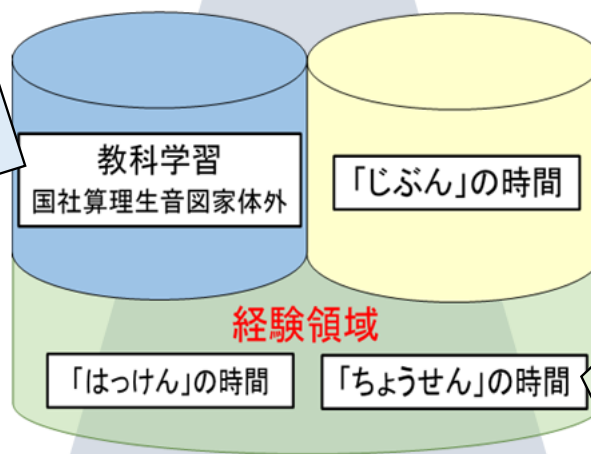 教科学習
国社算理生音図家体外
「じぶん」の時間
経験領域
「はっけん」の時間
「ちょうせん」の時間